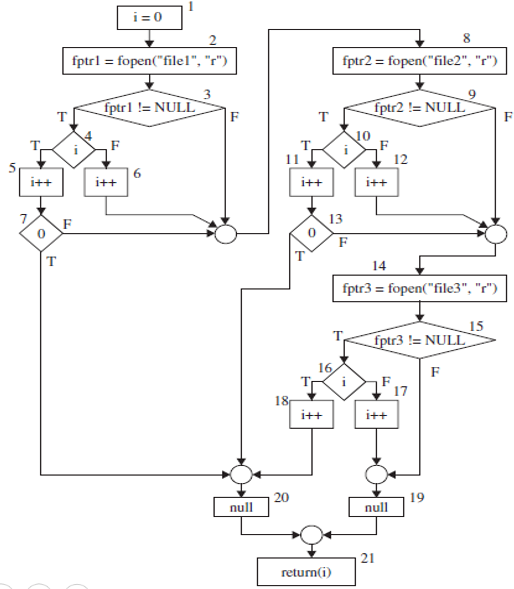 1
i = 0
2
fptr1 = fopen("file1", "r")
3
fptr1 != NULL
T
F
4
T
i
F
5
i++
i++
6
7
0
F
T
8
fptr2 = fopen("file2", "r")
9
fptr2 != NULL
T
F
10
T
i
F
11
12
i++
i++
13
0
F
T
14
fptr3 = fopen("file3", "r")
15
fptr3 != NULL
T
F
16
T
i
F
17
18
i++
i++
null
20
null
19
21
return(i)